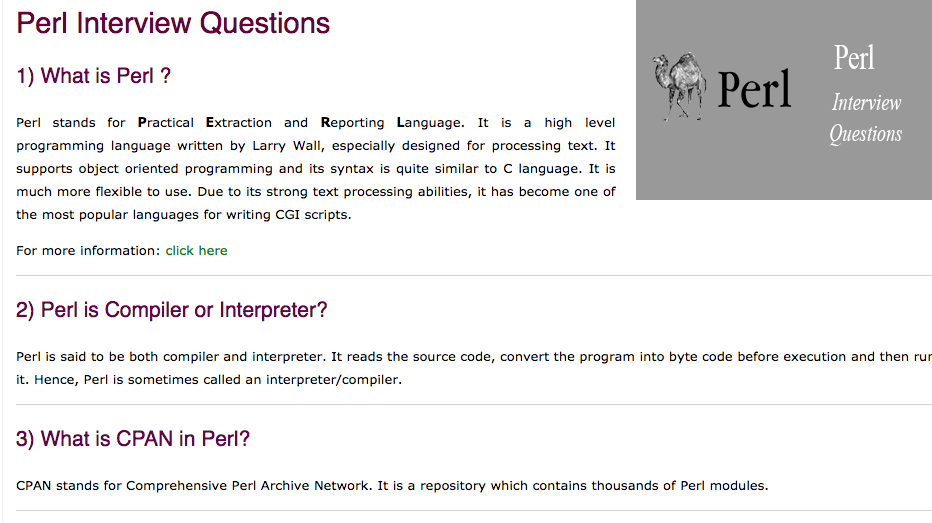 Perl Interview Questions
Perl
Perl
Interview
Questions
1) What is Perl ?
Perl stands for Practical Extraction and Reporting Language. It is a high level
programming language written by Larry Wall, especially designed for processing text. It
supports object oriented programming and its syntax is quite similar to C language. It is
much more flexible to use. Due to its strong text processing abilities, it has become one of
the most popular languages for writing CGI scripts.
For more information: click here
2) Perl is Compiler or Interpreter?
Perl is said to be both compiler and interpreter. It reads the source code, convert the program into byte code before execution and then run
it. Hence, Perl is sometimes called an interpreter/compiler.
3) What is CPAN in Perl?
CPAN stands for Comprehensive Perl Archive Network. It is a repository which contains thousands of Perl modules.